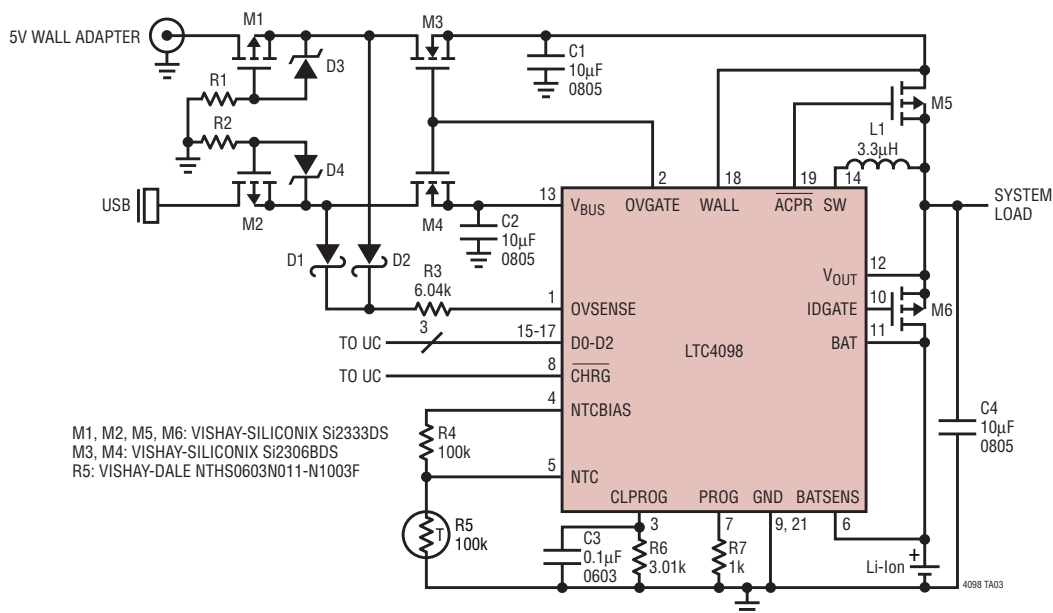 M1
M3
5V WALL ADAPTER
C1
10µF
0805
D3
R1
M5
R2
L1
3.3µH
D4
2
18
19
14
USB
13
VBUS
OVGATE
WALL
ACPR
SW
SYSTEM
LOAD
M2
M4
C2
10µF
0805
D1
D2
VOUT
12
R3
6.04k
1
OVSENSE
IDGATE
10
M6
TO UC
3
15-17
D0-D2
LTC4098
BAT
11
TO UC
8
CHRG
4
NTCBIAS
C4
10µF
0805
M1, M2, M5, M6: VISHAY-SILICONIX Si2333DS
M3, M4: VISHAY-SILICONIX Si2306BDS
R5: VISHAY-DALE NTHS0603N011-N1003F
R4
100k
5
NTC
CLPROG
PROG
GND
BATSENS
3
7
9, 21
6
T
R5
100k
C3
0.1µF
0603
R6
3.01k
R7
1k
Li-Ion
+
4098 TA03